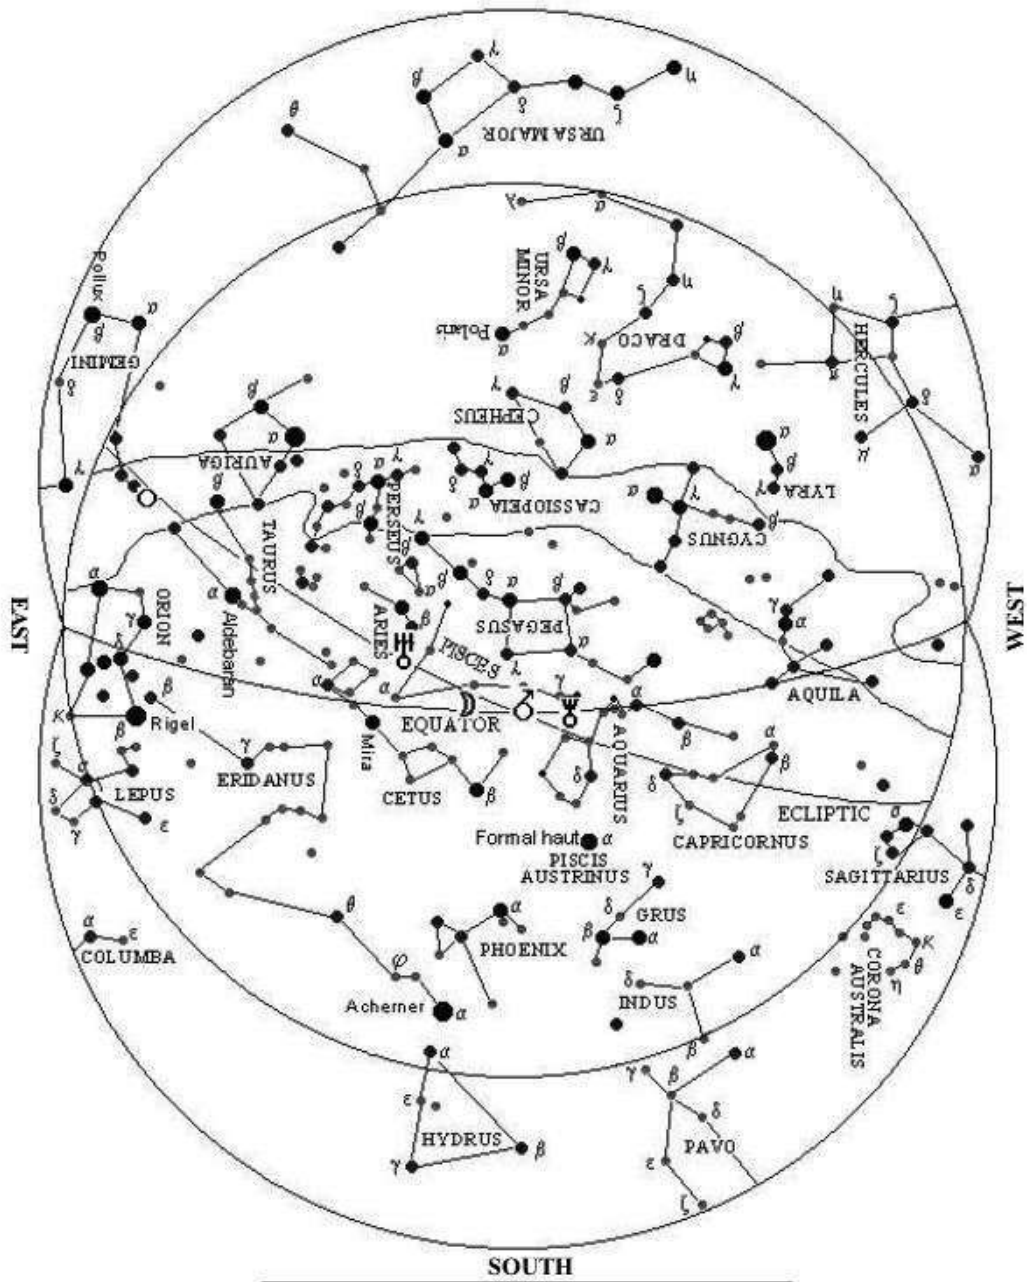 γ
β
η
δ
ζ
θ
URSA MAJOR
α
λ
α
β
γ
URSA
MINOR
η
ζ
Pollux
α
β
GEMINI
Polaris
α
κ
DRACO
β
γ
ε
δ
η
ζ
HERCULES
π
δ
μ
α
δ
γ
β
α
AURIGA
β
γ
β
CEPHEUS
α
α
β
LYRA
γ
γ
α
δ
PERSEUS
β
γ
δ
α
β
CASSIOPEIA
α
γ
CYGNUS
β
TAURUS
γ
β
δ
α
β
β
α
EAST
WEST
α
ORION
γ
δ
α
Aldebaran
ARIES
β
PEGASUS
γ
α
γ
α
PISCES
α
γ
AQUILA
κ
β
β
Rigel
EQUATOR
α
β
AQUARIUS
δ
α
β
δ
ζ
CAPRICORNUS
ECLIPTIC
ζ
α
δ
LEPUS
γ
ε
γ
ERIDANUS
Mira
CETUS
β
Formal haut
α
PISCIS
AUSTRINUS
σ
ζ
SAGITTARIUS
δ
ε
α
ε
COLUMBA
θ
φ
Acherner
α
α
PHOENIX
γ
δ
GRUS
β
α
α
δ
INDUS
β
ε
κ
θ
η
CORONA
AUSTRALIS
α
ε
HYDRUS
γ
β
α
γ
β
δ
PAVO
ε
ζ
SOUTH